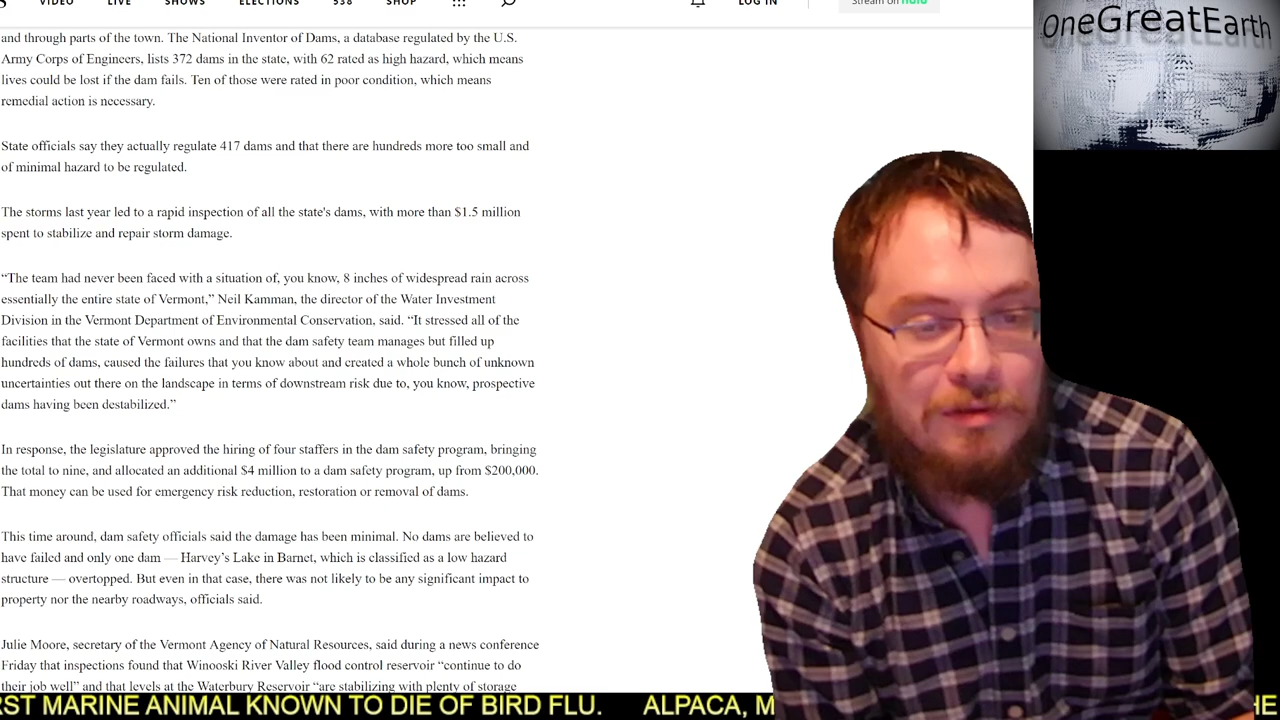 VIDEO LIVE SHOWS ELECTIONS 538 SHOP LOG IN Stream on hulu
OneGreatEarth
and through parts of the town. The National Inventor of Dams, a database regulated by the U.S.
Army Corps of Engineers, lists 372 dams in the state, with 62 rated as high hazard, which means
lives could be lost if the dam fails. Ten of those were rated in poor condition, which means
remedial action is necessary.
State officials say they actually regulate 417 dams and that there are hundreds more too small and
of minimal hazard to be regulated.
The storms last year led to a rapid inspection of all the state's dams, with more than $1.5 million
spent to stabilize and repair storm damage.
“The team had never been faced with a situation of, you know, 8 inches of widespread rain across
essentially the entire state of Vermont,” Neil Kamman, the director of the Water Investment
Division in the Vermont Department of Environmental Conservation, said. “It stressed all of the
facilities that the state of Vermont owns and that the dam safety team manages but filled up
hundreds of dams, caused the failures that you know about and created a whole bunch of unknown
uncertainties out there on the landscape in terms of downstream risk due to, you know, prospective
dams having been destabilized.”
In response, the legislature approved the hiring of four staffers in the dam safety program, bringing
the total to nine, and allocated an additional $4 million to a dam safety program, up from $200,000.
That money can be used for emergency risk reduction, restoration or removal of dams.
This time around, dam safety officials said the damage has been minimal. No dams are believed to
have failed and only one dam — Harvey’s Lake in Barnet, which is classified as a low hazard
structure — overtopped. But even in that case, there was not likely to be any significant impact to
property nor the nearby roadways, officials said.
Julie Moore, secretary of the Vermont Agency of Natural Resources, said during a news conference
Friday that inspections found that Winooski River Valley flood control reservoir “continue to do
their job well” and that levels at the Waterbury Reservoir “are stabilizing with plenty of storage
RST MARINE ANIMAL KNOWN TO DIE OF BIRD FLU. ALPACA, M HE